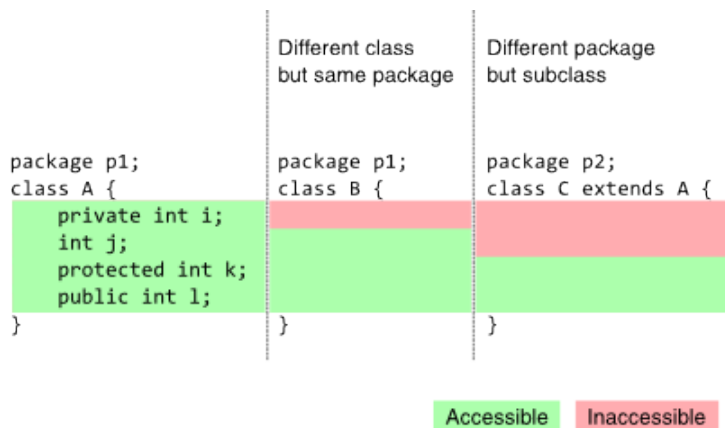 Different class
but same package
Different package
but subclass
package p1;
class A {
private int i;
int j;
protected int k;
public int l;
}
package p1;
class B {
}
package p2;
class C extends A {
}
Accessible
Inaccessible